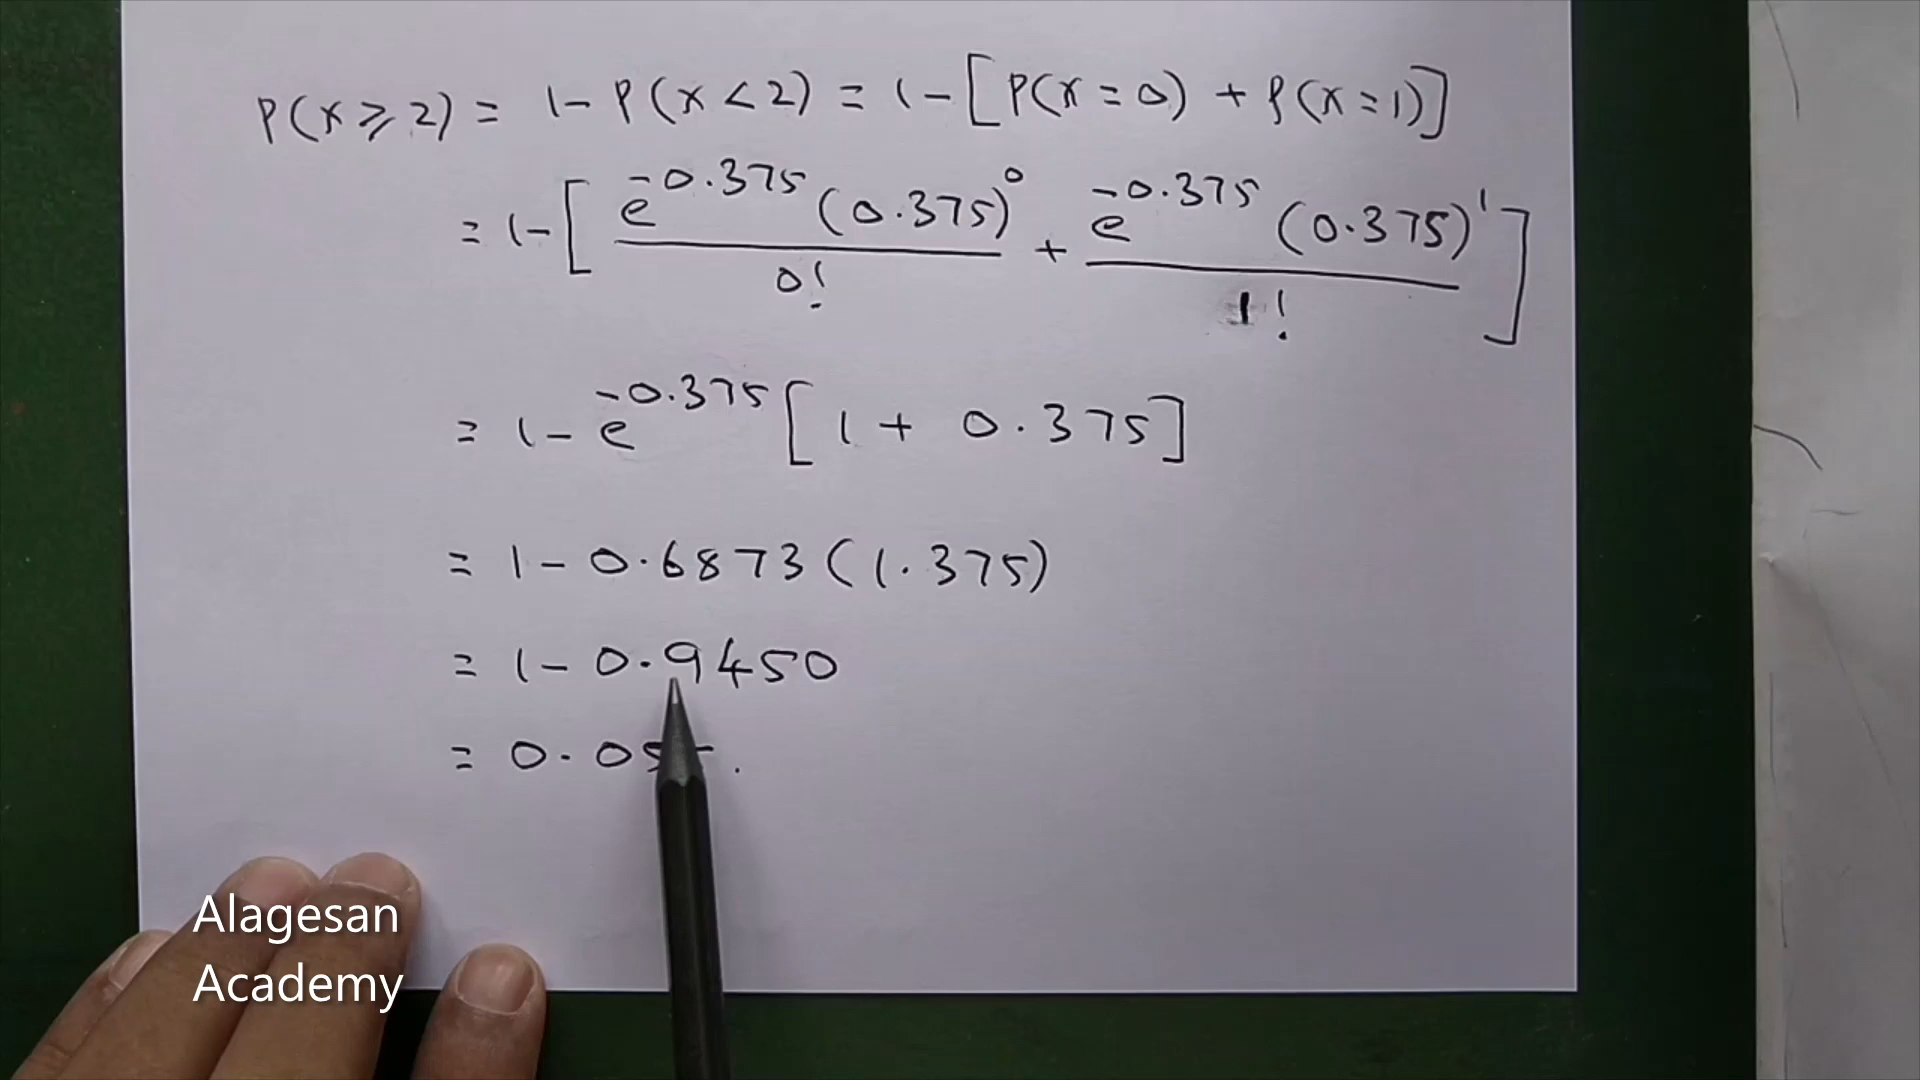 P(x ≥ 2) = 1 - P(x < 2) = 1 - [P(x = 0) + P(x = 1)]
= 1 - [ e^{-0.375} (0.375)^0 / 0! + e^{-0.375} (0.375)^1 / 1! ]
= 1 - e^{-0.375} [1 + 0.375]
= 1 - 0.6873 (1.375)
= 1 - 0.9450
Alagesan
Academy